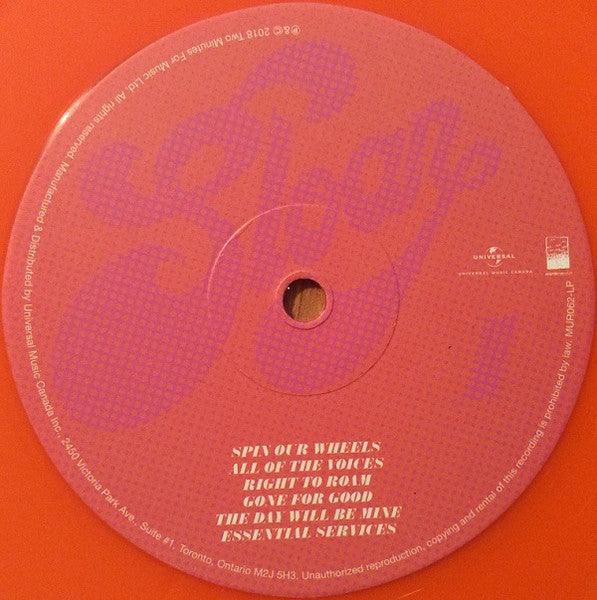 ℗&© 2018 Two Minutes For Music Ltd. All rights reserved. Manufactured & Distributed by Universal Music Canada Inc., 2450 Victoria Park Ave., Suite #1, Toronto, Ontario M2J 5H3. Unauthorized reproduction, copying and rental of this recording is prohibited by law. MUR062-LP
Sloan
UNIVERSAL
UNIVERSAL MUSIC CANADA
SPIN OUR WHEELS
ALL OF THE VOICES
RIGHT TO ROAM
GONE FOR GOOD
THE DAY WILL BE MINE
ESSENTIAL SERVICES